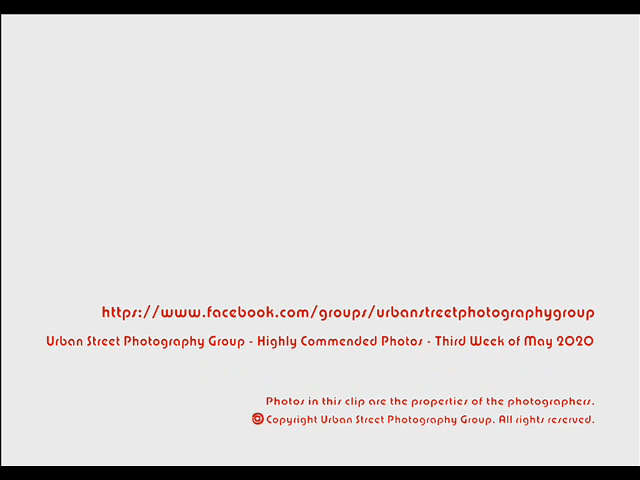 https://www.facebook.com/groups/urbanstreetphotographygroup
Urban Street Photography Group - Highly Commended Photos - Third Week of May 2020
Photos in this clip are the properties of the photographers.
© Copyright Urban Street Photography Group. All rights reserved.